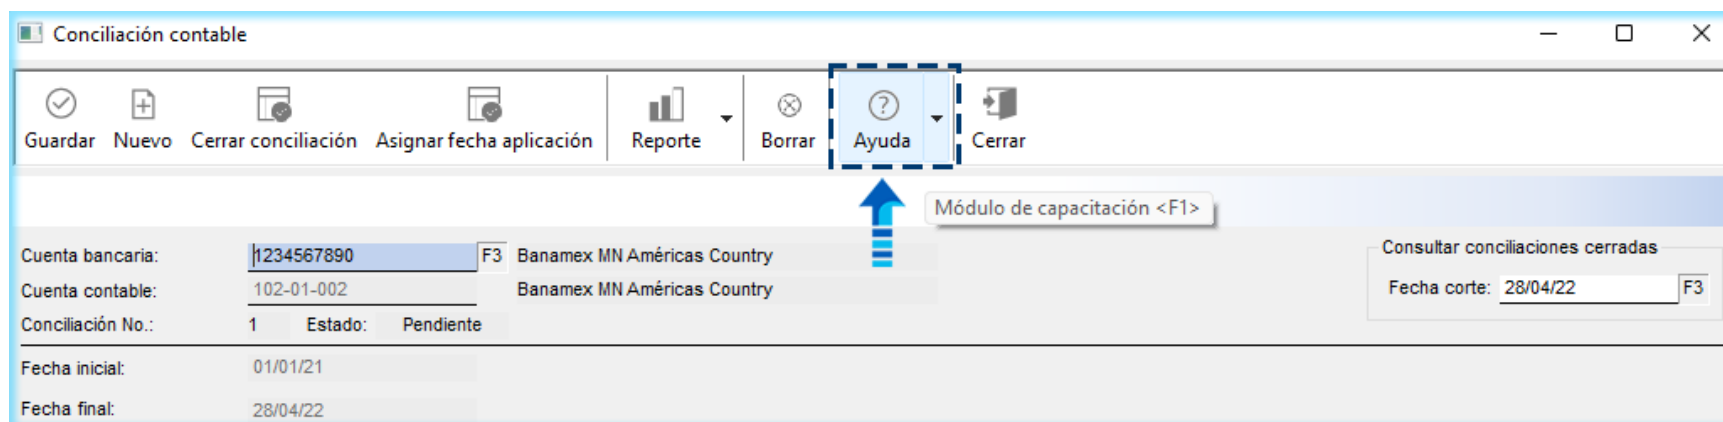 Conciliación contable
Guardar Nuevo Cerrar conciliación Asignar fecha aplicación Reporte Borrar Ayuda Cerrar
Módulo de capacitación <F1>
Cuenta bancaria: 1234567890 F3 Banamex MN Américas Country
Consultar conciliaciones cerradas
Cuenta contable: 102-01-002 Banamex MN Américas Country
Fecha corte: 28/04/22 F3
Conciliación No.: 1 Estado: Pendiente
Fecha inicial: 01/01/21
Fecha final: 28/04/22